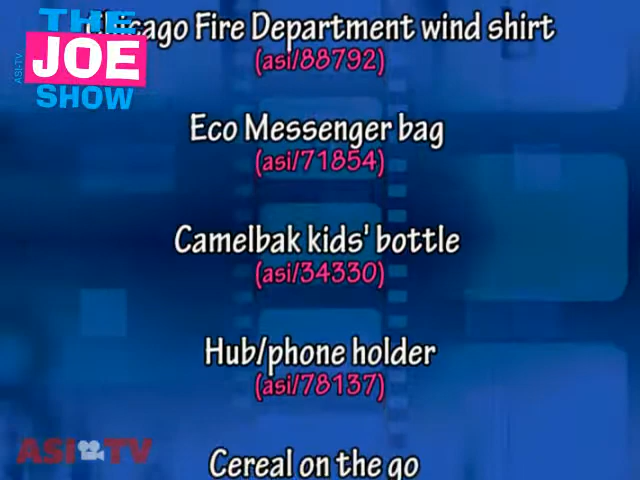 THE
JOE
SHOW
ASI-TV
Chicago Fire Department wind shirt
(asi/88792)
Eco Messenger bag
(asi/71854)
Camelbak kids' bottle
(asi/34330)
Hub/phone holder
(asi/78137)
Cereal on the go
ASI TV